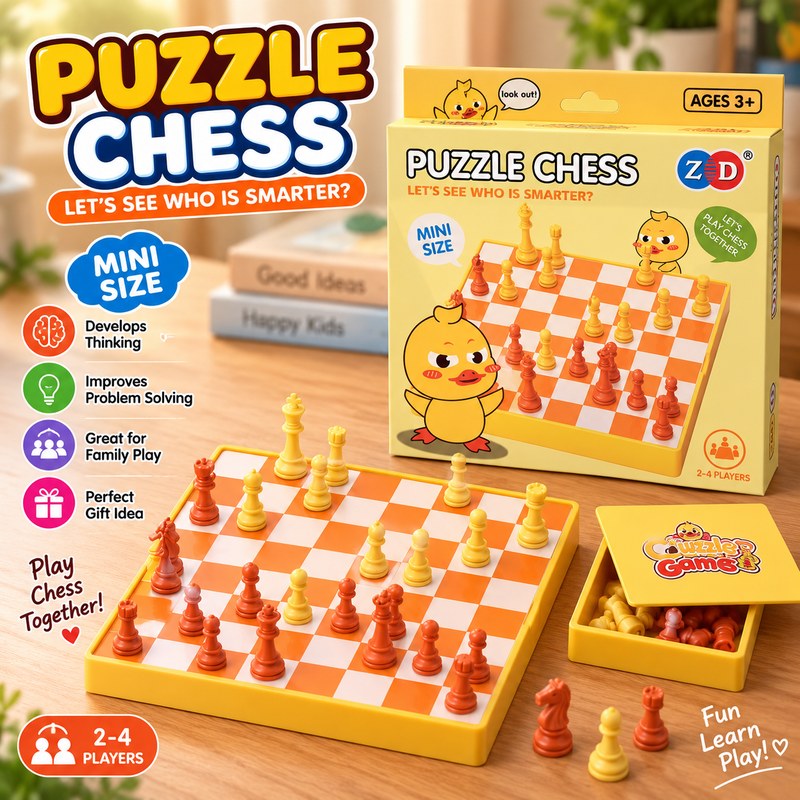 PUZZLE
CHESS
LET'S SEE WHO IS SMARTER?
MINI
SIZE
Develops
Thinking
Improves
Problem Solving
Great for
Family Play
Perfect
Gift Idea
Play
Chess
Together!
2-4
PLAYERS
Good Ideas
Happy Kids
look out!
AGES 3+
PUZZLE CHESS
LET'S SEE WHO IS SMARTER?
Z D ®
MINI
SIZE
LET'S
PLAY CHESS
TOGETHER
2-4 PLAYERS
Game
Fun
Learn
Play!